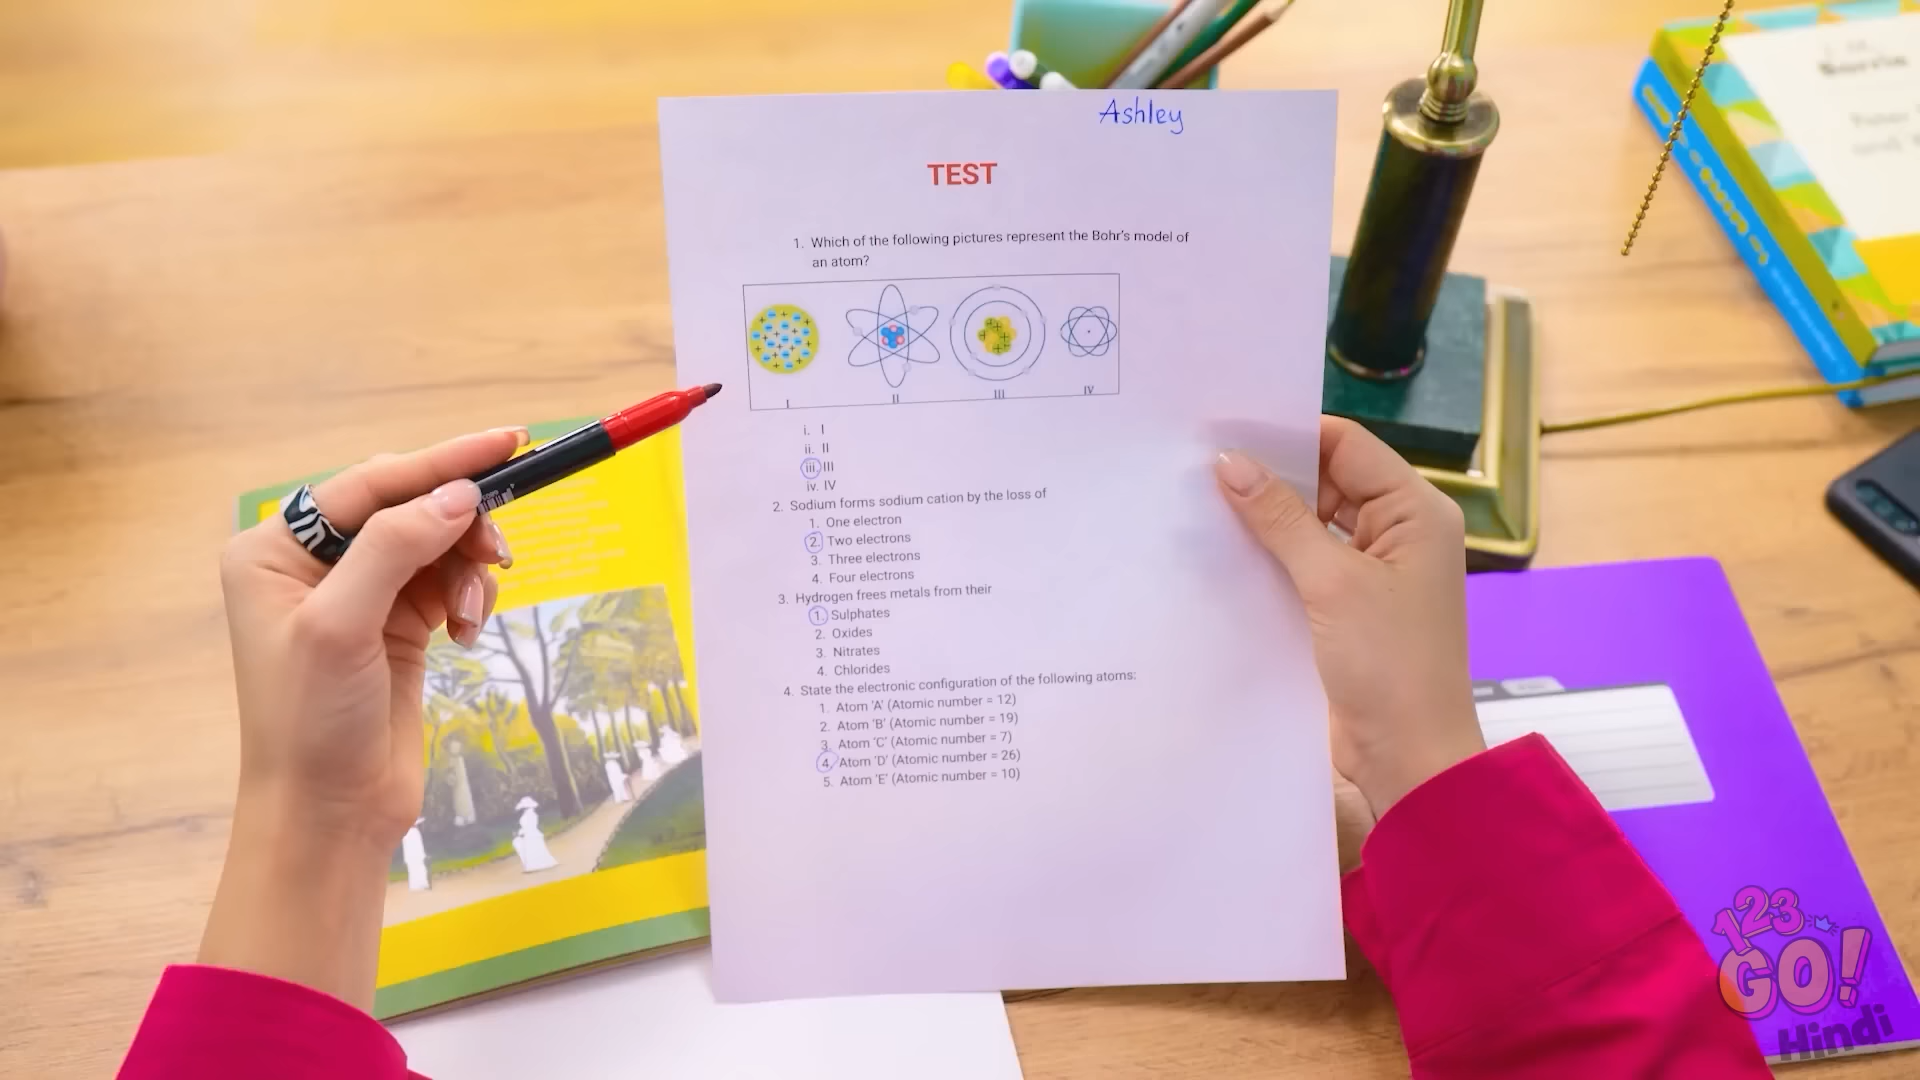 Ashley
TEST
1. Which of the following pictures represent the Bohr's model of
an atom?
I II III IV
i. I
ii. II
iii. III
iv. IV
2. Sodium forms sodium cation by the loss of
1. One electron
2. Two electrons
3. Three electrons
4. Four electrons
3. Hydrogen frees metals from their
1. Sulphates
2. Oxides
3. Nitrates
4. Chlorides
4. State the electronic configuration of the following atoms:
1. Atom 'A' (Atomic number = 12)
2. Atom 'B' (Atomic number = 19)
3. Atom 'C' (Atomic number = 7)
4. Atom 'D' (Atomic number = 26)
5. Atom 'E' (Atomic number = 10)
123
GO!
Hindi